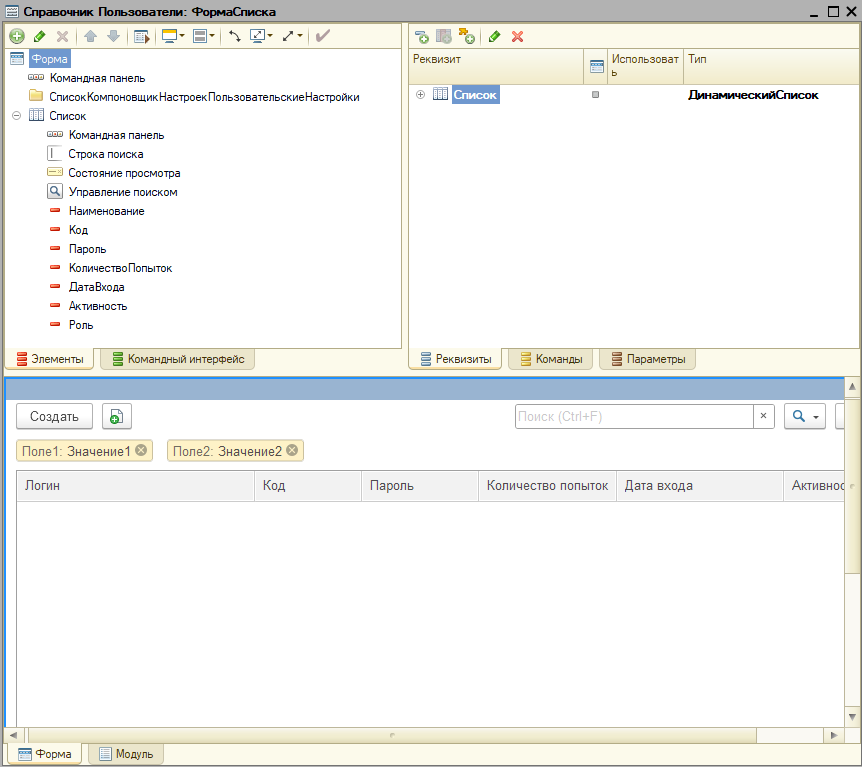 Справочник Пользователи: ФормаСписка
Форма
Командная панель
СписокКомпоновщикНастроекПользовательскиеНастройки
Список
Командная панель
Строка поиска
Состояние просмотра
Управление поиском
Наименование
Код
Пароль
КоличествоПопыток
ДатаВхода
Активность
Роль
Элементы
Командный интерфейс
Реквизит
Использоват
ь
Тип
Список
ДинамическийСписок
Реквизиты
Команды
Параметры
Создать
Поиск (Ctrl+F)
×
Поле1: Значение1
Поле2: Значение2
Логин
Код
Пароль
Количество попыток
Дата входа
Активнос
Форма
Модуль